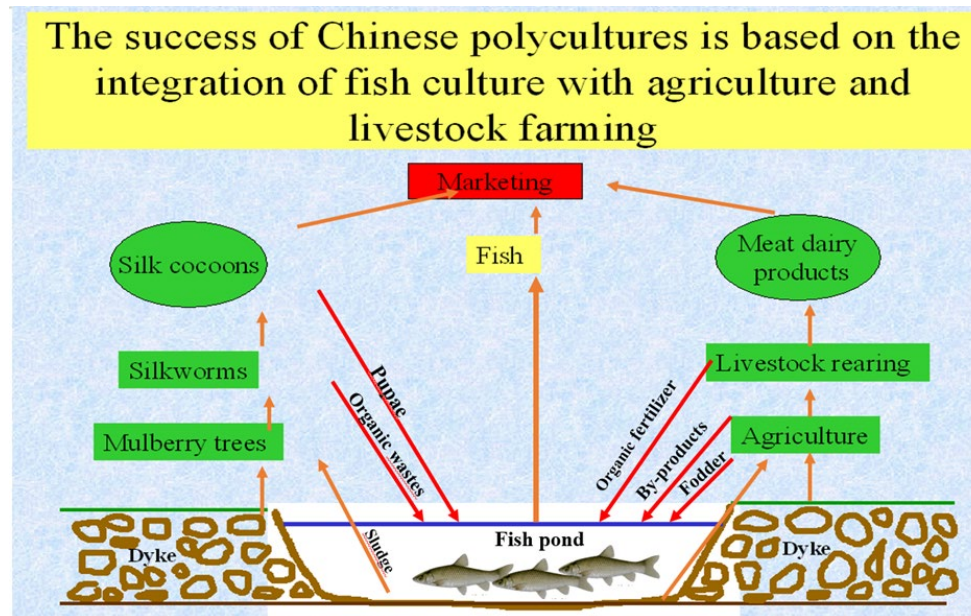 The success of Chinese polycultures is based on the
integration of fish culture with agriculture and
livestock farming
Marketing
Silk cocoons
Fish
Meat dairy
products
Silkworms
Pupae
Organic wastes
Livestock rearing
Mulberry trees
Organic fertilizer
By-products
Fodder
Agriculture
Dyke
Sludge
Fish pond
Dyke